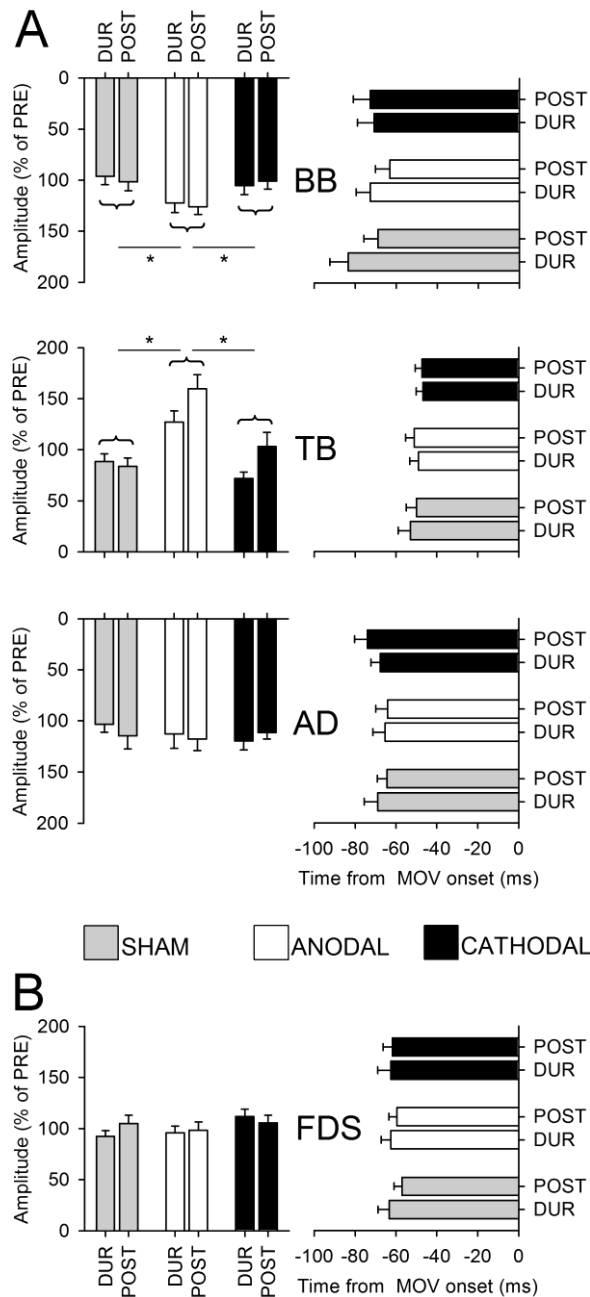 A
DUR POST DUR POST DUR POST
Amplitude (% of PRE)
0
50
100
150
200
* *
BB
POST
DUR
POST
DUR
POST
DUR
Amplitude (% of PRE)
200
150
100
50
0
* *
TB
POST
DUR
POST
DUR
POST
DUR
Amplitude (% of PRE)
0
50
100
150
200
AD
POST
DUR
POST
DUR
POST
DUR
-100 -80 -60 -40 -20 0
Time from MOV onset (ms)
SHAM ANODAL CATHODAL
B
Amplitude (% of PRE)
200
150
100
50
0
DUR POST DUR POST DUR POST
FDS
POST
DUR
POST
DUR
POST
DUR
-100 -80 -60 -40 -20 0
Time from MOV onset (ms)